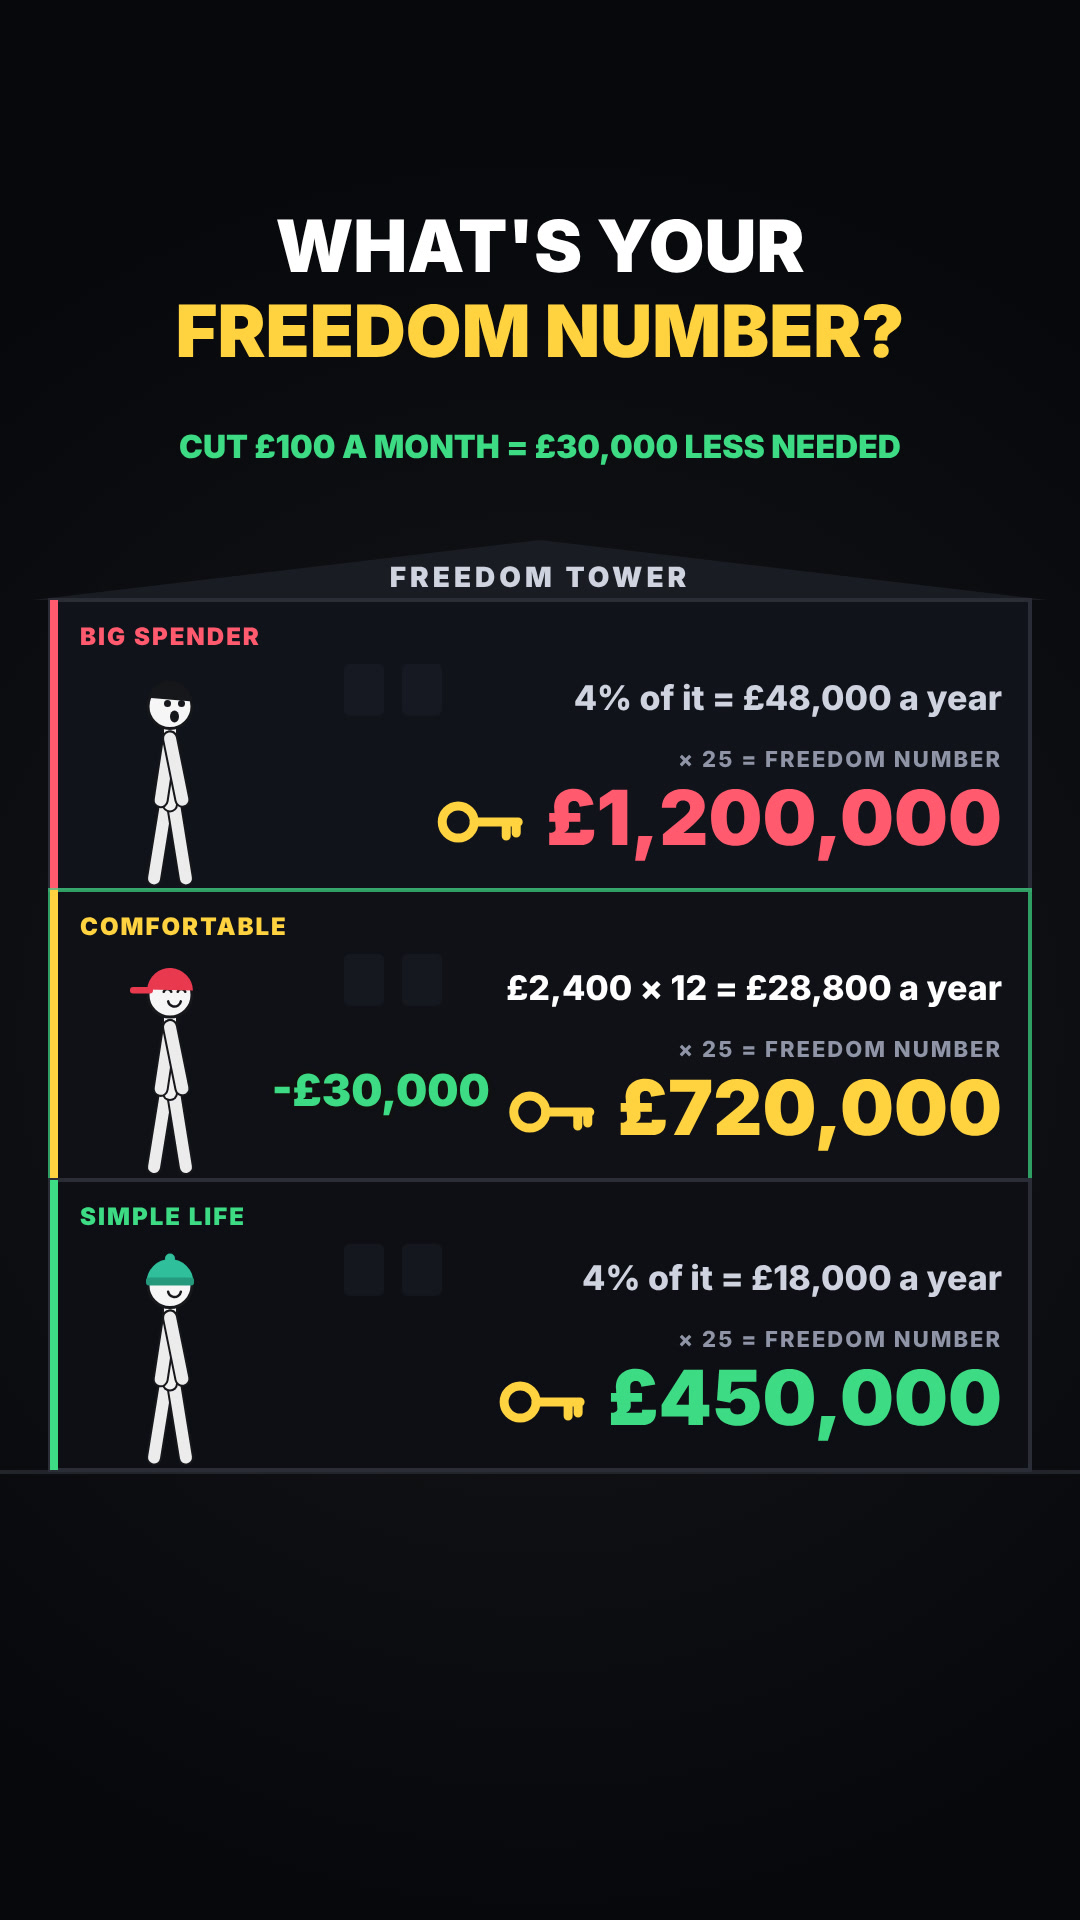 WHAT'S YOUR
FREEDOM NUMBER?
CUT £100 A MONTH = £30,000 LESS NEEDED
FREEDOM TOWER
BIG SPENDER
4% of it = £48,000 a year
× 25 = FREEDOM NUMBER
£1,200,000
COMFORTABLE
£2,400 × 12 = £28,800 a year
× 25 = FREEDOM NUMBER
-£30,000
£720,000
SIMPLE LIFE
4% of it = £18,000 a year
× 25 = FREEDOM NUMBER
£450,000